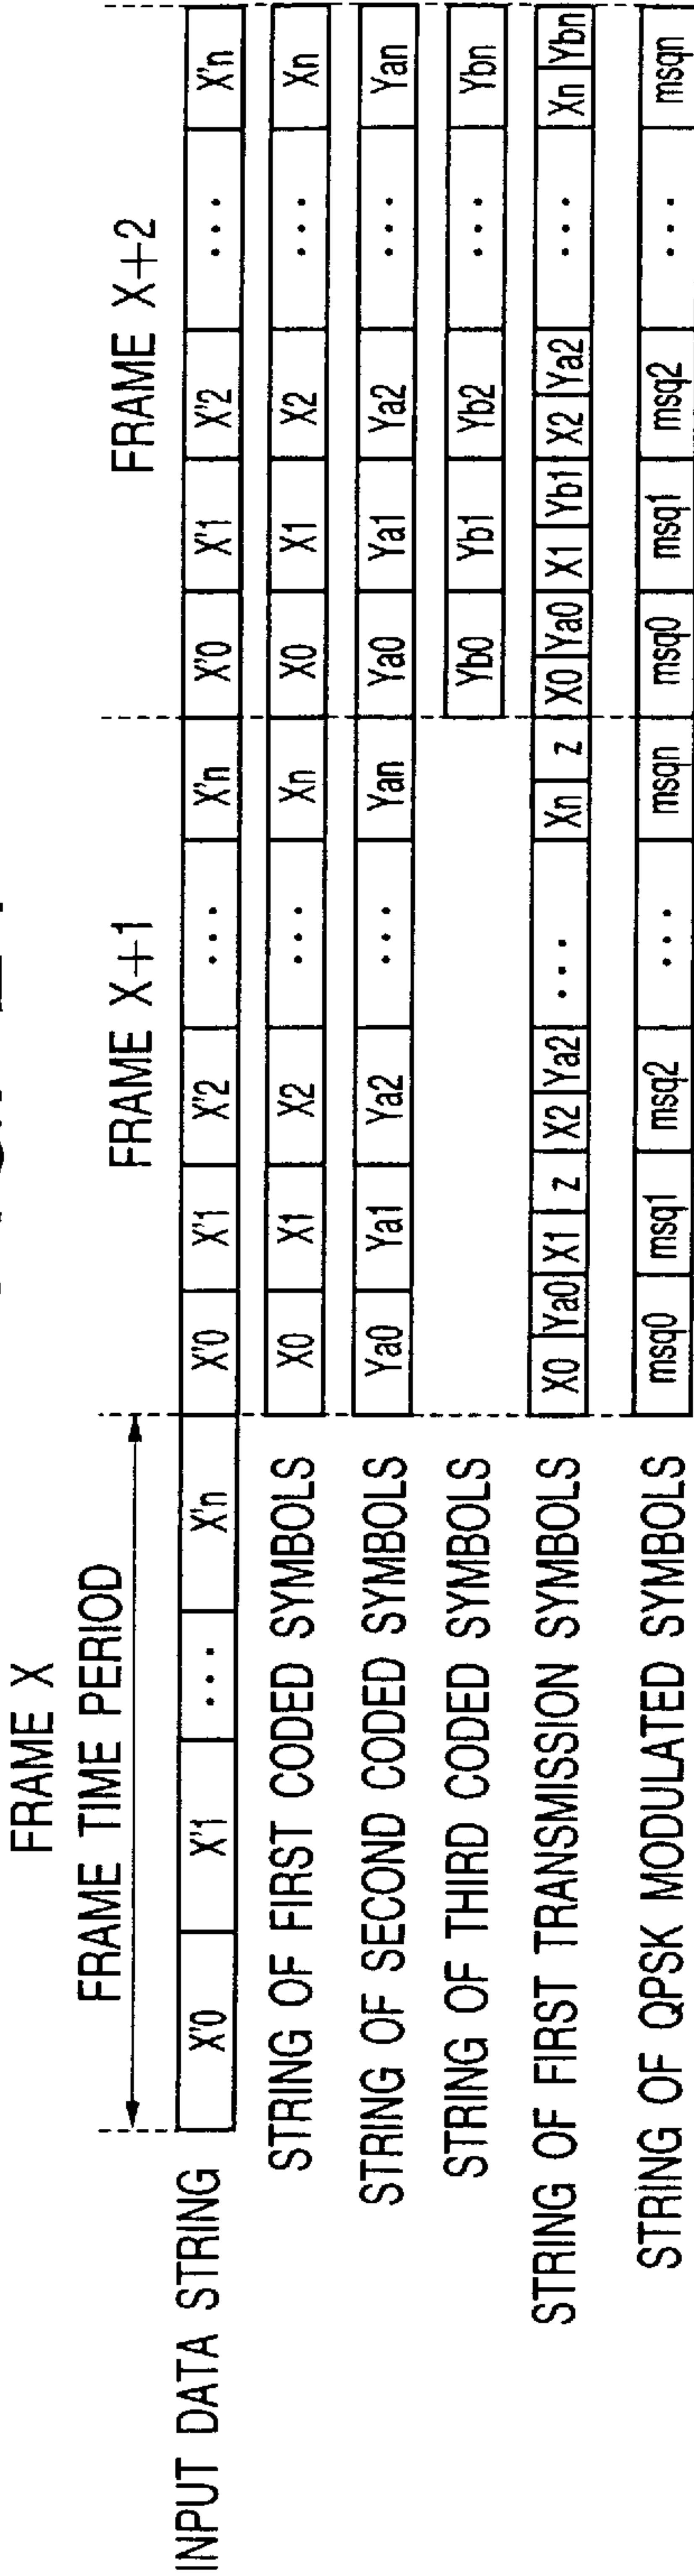 FRAME X
FRAME TIME PERIOD
FRAME X+1
FRAME X+2
INPUT DATA STRING X'0 X'1 ... X'n X'0 X'1 X'2 ... X'n X'0 X'1 X'2 ... X'n
STRING OF FIRST CODED SYMBOLS X0 X1 X2 ... Xn X0 X1 X2 ... Xn
STRING OF SECOND CODED SYMBOLS Ya0 Ya1 Ya2 ... Yan Ya0 Ya1 Ya2 ... Yan
STRING OF THIRD CODED SYMBOLS Yb0 Yb1 Yb2 ... Ybn
STRING OF FIRST TRANSMISSION SYMBOLS X0 Ya0 X1 z X2 Ya2 ... Xn z X0 Ya0 X1 Yb1 X2 Ya2 ... Xn Ybn
STRING OF QPSK MODULATED SYMBOLS msq0 msq1 msq2 ... msqn msq0 msq1 msq2 ... msqn